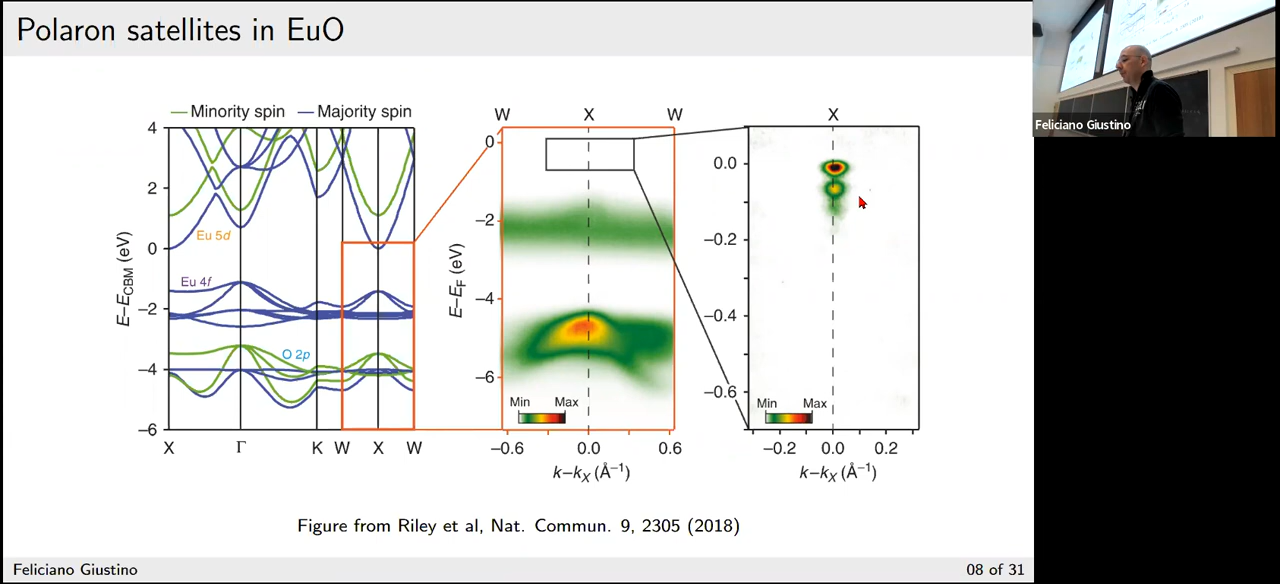 Polaron satellites in EuO
Minority spin Majority spin
4
2
0
−2
−4
−6
E–E_CBM (eV)
Eu 5d
Eu 4f
O 2p
X Γ K W X W
W X W
0
−2
−4
−6
E–E_F (eV)
Min Max
−0.6 0.0 0.6
k–k_X (Å⁻¹)
X
0.0
−0.2
−0.4
−0.6
Min Max
−0.2 0.0 0.2
k–k_X (Å⁻¹)
Figure from Riley et al, Nat. Commun. 9, 2305 (2018)
Feliciano Giustino 08 of 31
Feliciano Giustino